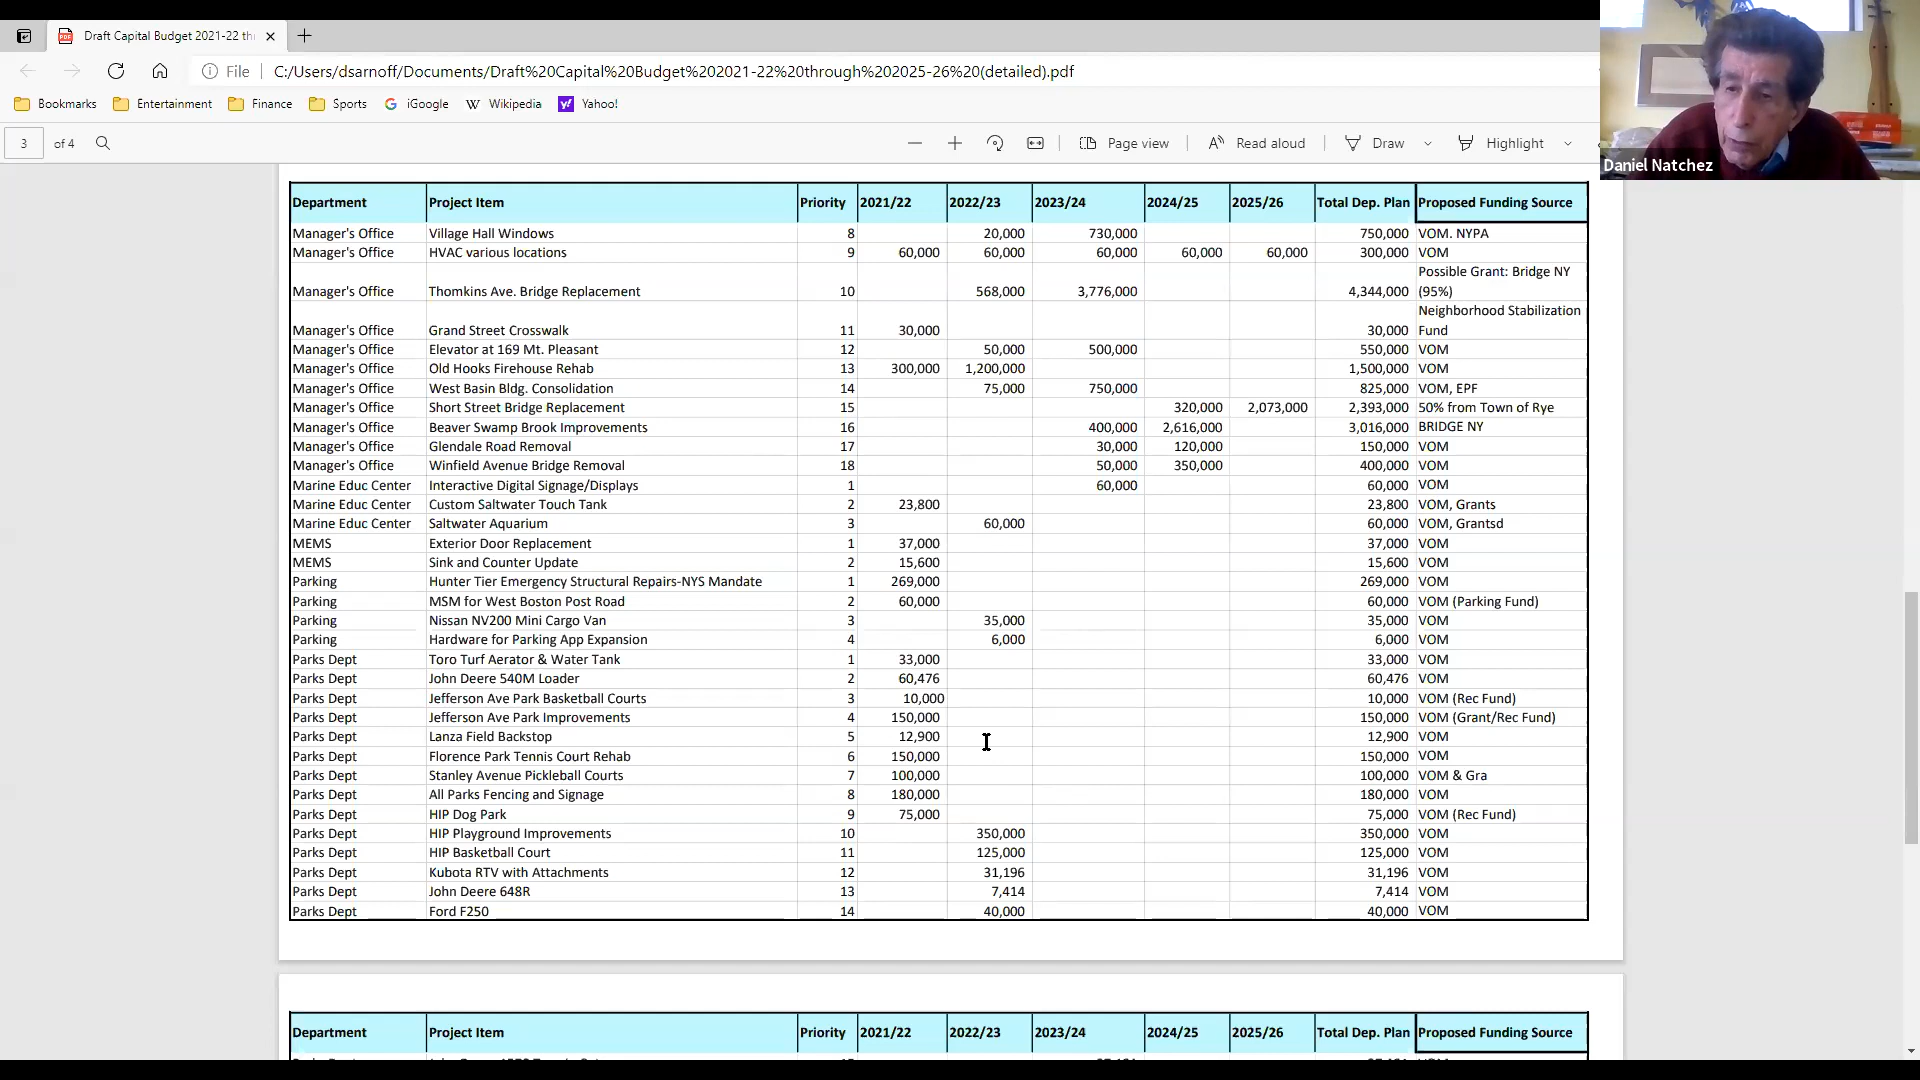 Draft Capital Budget 2021-22 th
File C:/Users/dsarnoff/Documents/Draft%20Capital%20Budget%202021-22%20through%202025-26%20(detailed).pdf
Bookmarks Entertainment Finance Sports iGoogle Wikipedia Yahoo!
3 of 4 Page view Read aloud Draw Highlight
Daniel Natchez
Department Project Item Priority 2021/22 2022/23 2023/24 2024/25 2025/26 Total Dep. Plan Proposed Funding Source
Manager's Office Village Hall Windows 8 20,000 730,000 750,000 VOM. NYPA
Manager's Office HVAC various locations 9 60,000 60,000 60,000 60,000 60,000 300,000 VOM
Possible Grant: Bridge NY
Manager's Office Thomkins Ave. Bridge Replacement 10 568,000 3,776,000 4,344,000 (95%)
Neighborhood Stabilization
Manager's Office Grand Street Crosswalk 11 30,000 30,000 Fund
Manager's Office Elevator at 169 Mt. Pleasant 12 50,000 500,000 550,000 VOM
Manager's Office Old Hooks Firehouse Rehab 13 300,000 1,200,000 1,500,000 VOM
Manager's Office West Basin Bldg. Consolidation 14 75,000 750,000 825,000 VOM, EPF
Manager's Office Short Street Bridge Replacement 15 320,000 2,073,000 2,393,000 50% from Town of Rye
Manager's Office Beaver Swamp Brook Improvements 16 400,000 2,616,000 3,016,000 BRIDGE NY
Manager's Office Glendale Road Removal 17 30,000 120,000 150,000 VOM
Manager's Office Winfield Avenue Bridge Removal 18 50,000 350,000 400,000 VOM
Marine Educ Center Interactive Digital Signage/Displays 1 60,000 60,000 VOM
Marine Educ Center Custom Saltwater Touch Tank 2 23,800 23,800 VOM, Grants
Marine Educ Center Saltwater Aquarium 3 60,000 60,000 VOM, Grantsd
MEMS Exterior Door Replacement 1 37,000 37,000 VOM
MEMS Sink and Counter Update 2 15,600 15,600 VOM
Parking Hunter Tier Emergency Structural Repairs-NYS Mandate 1 269,000 269,000 VOM
Parking MSM for West Boston Post Road 2 60,000 60,000 VOM (Parking Fund)
Parking Nissan NV200 Mini Cargo Van 3 35,000 35,000 VOM
Parking Hardware for Parking App Expansion 4 6,000 6,000 VOM
Parks Dept Toro Turf Aerator & Water Tank 1 33,000 33,000 VOM
Parks Dept John Deere 540M Loader 2 60,476 60,476 VOM
Parks Dept Jefferson Ave Park Basketball Courts 3 10,000 10,000 VOM (Rec Fund)
Parks Dept Jefferson Ave Park Improvements 4 150,000 150,000 VOM (Grant/Rec Fund)
Parks Dept Lanza Field Backstop 5 12,900 12,900 VOM
Parks Dept Florence Park Tennis Court Rehab 6 150,000 150,000 VOM
Parks Dept Stanley Avenue Pickleball Courts 7 100,000 100,000 VOM & Gra
Parks Dept All Parks Fencing and Signage 8 180,000 180,000 VOM
Parks Dept HIP Dog Park 9 75,000 75,000 VOM (Rec Fund)
Parks Dept HIP Playground Improvements 10 350,000 350,000 VOM
Parks Dept HIP Basketball Court 11 125,000 125,000 VOM
Parks Dept Kubota RTV with Attachments 12 31,196 31,196 VOM
Parks Dept John Deere 648R 13 7,414 7,414 VOM
Parks Dept Ford F250 14 40,000 40,000 VOM
Department Project Item Priority 2021/22 2022/23 2023/24 2024/25 2025/26 Total Dep. Plan Proposed Funding Source